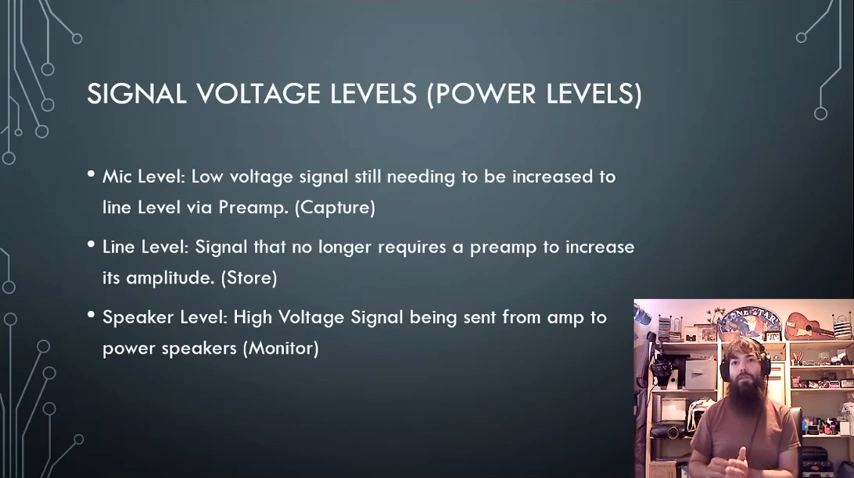 SIGNAL VOLTAGE LEVELS (POWER LEVELS)
• Mic Level: Low voltage signal still needing to be increased to
line Level via Preamp. (Capture)
• Line Level: Signal that no longer requires a preamp to increase
its amplitude. (Store)
• Speaker Level: High Voltage Signal being sent from amp to
power speakers (Monitor)
LONE STAR